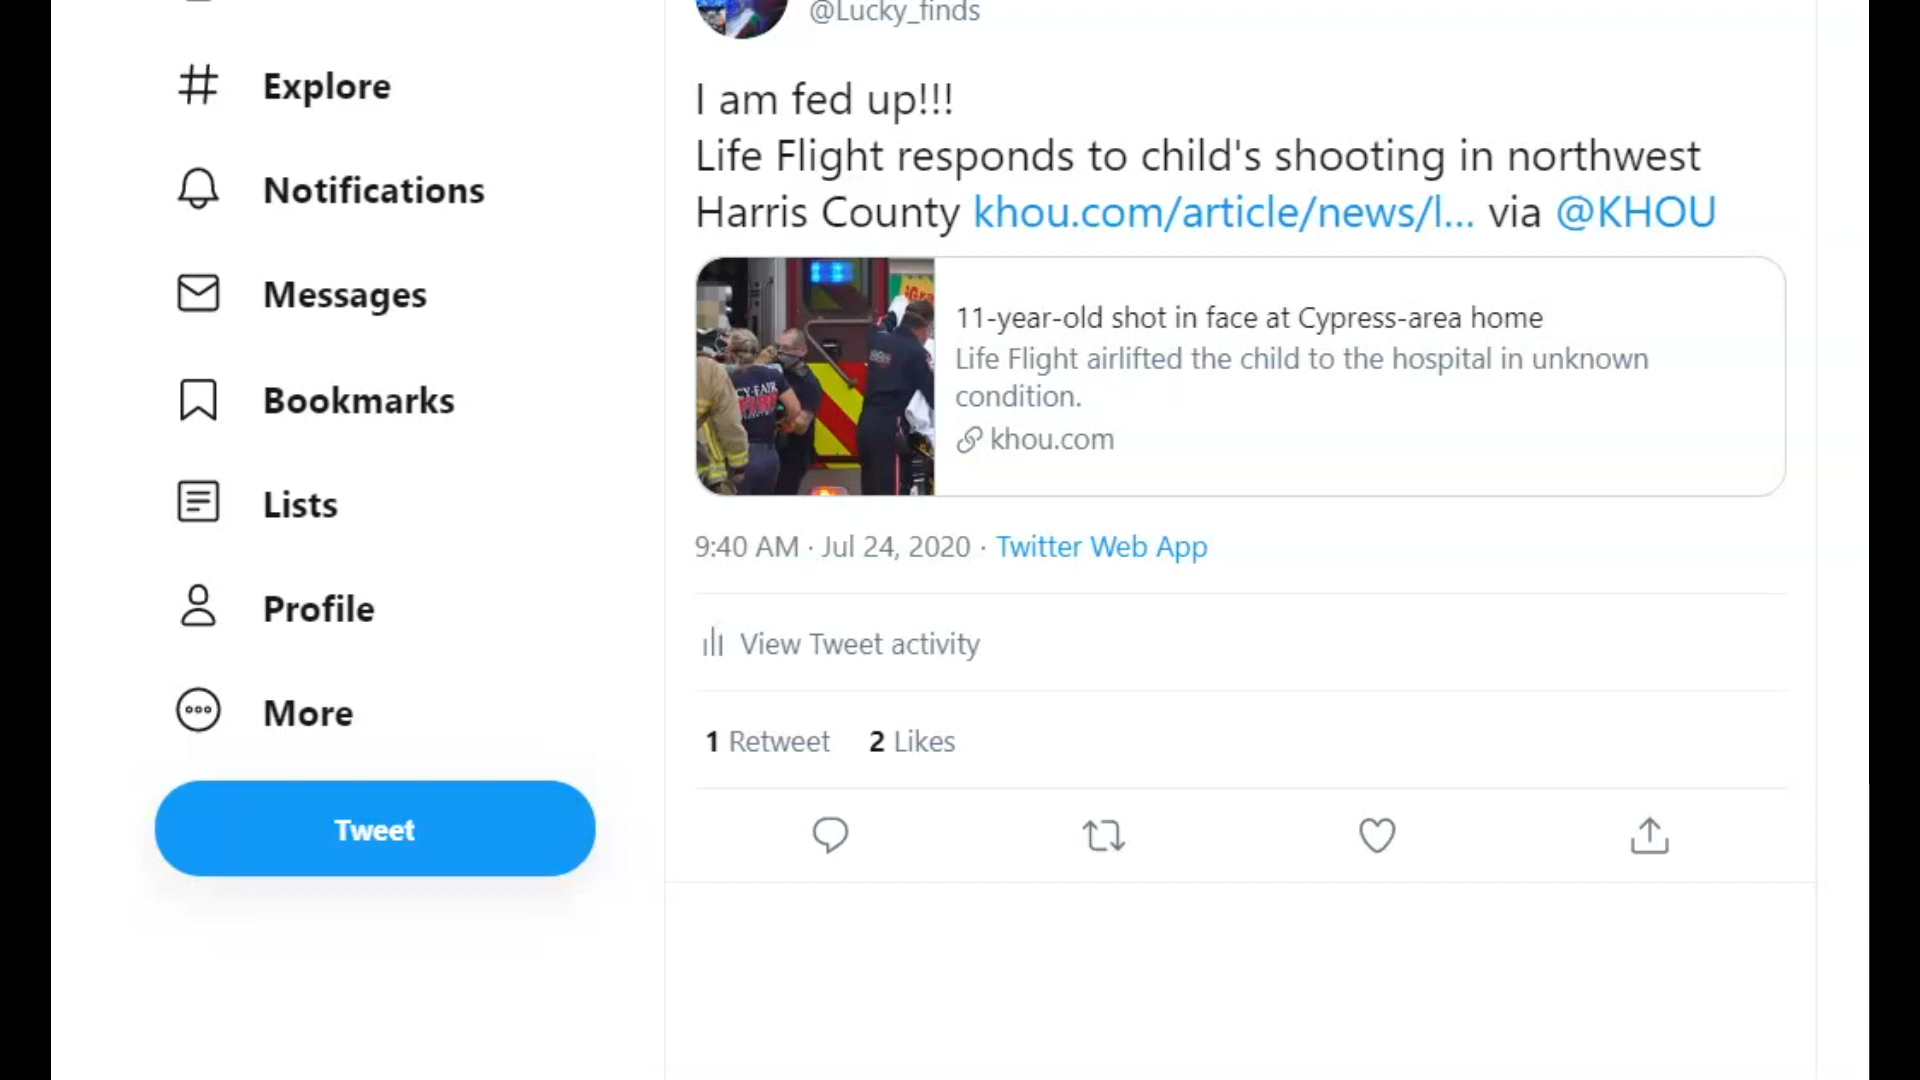 @Lucky_finds
Explore
Notifications
Messages
Bookmarks
Lists
Profile
More
Tweet
I am fed up!!!
Life Flight responds to child's shooting in northwest
Harris County khou.com/article/news/l... via @KHOU
CY-FAIR
FIRE
11-year-old shot in face at Cypress-area home
Life Flight airlifted the child to the hospital in unknown
condition.
khou.com
9:40 AM · Jul 24, 2020 · Twitter Web App
View Tweet activity
1 Retweet 2 Likes